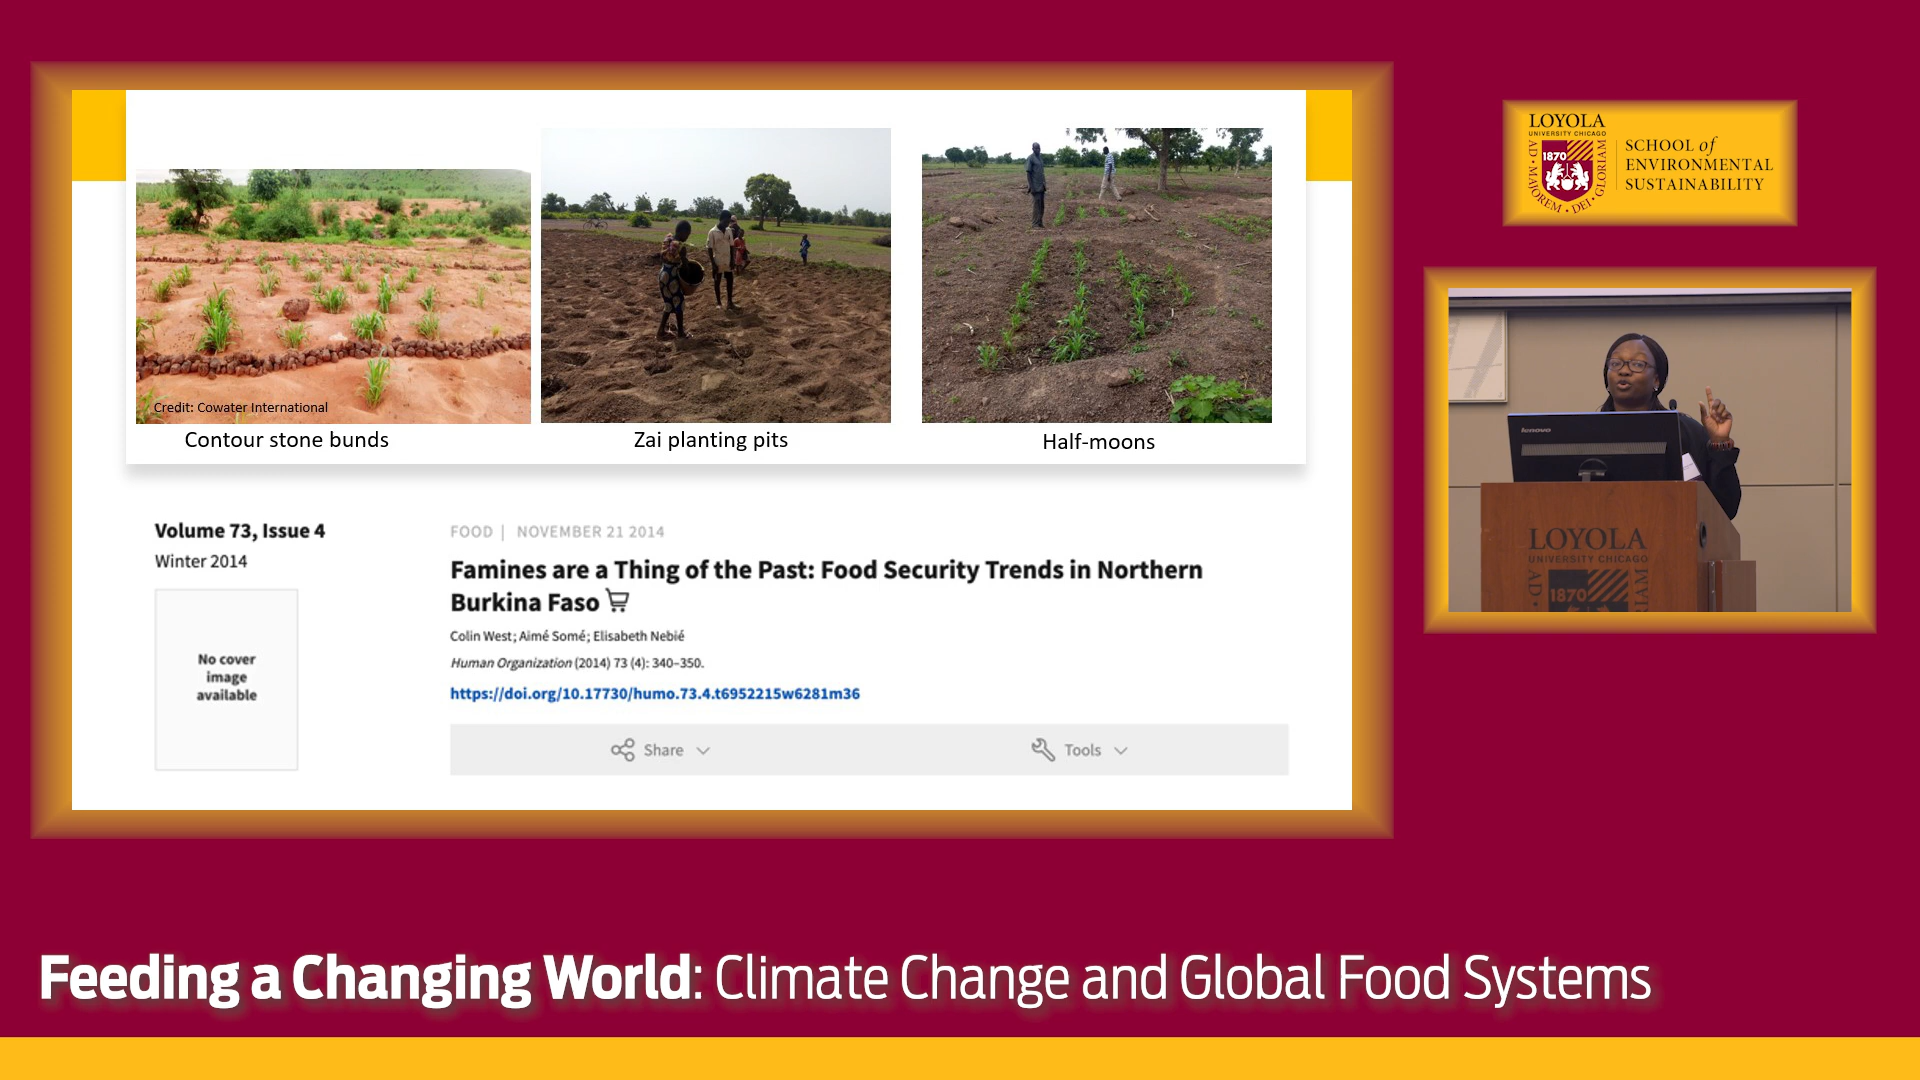 Credit: Cowater International
Contour stone bunds
Zai planting pits
Half-moons
Volume 73, Issue 4
Winter 2014
No cover
image
available
FOOD | NOVEMBER 21 2014
Famines are a Thing of the Past: Food Security Trends in Northern
Burkina Faso
Colin West; Aimé Somé; Elisabeth Nebié
Human Organization (2014) 73 (4): 340–350.
https://doi.org/10.17730/humo.73.4.t6952215w6281m36
Share
Tools
LOYOLA
UNIVERSITY CHICAGO
1870
AD • MAJOREM • DEI • GLORIAM
SCHOOL of
ENVIRONMENTAL
SUSTAINABILITY
lenovo
LOYOLA
UNIVERSITY CHICAGO
AD •
1870
RIAM
Feeding a Changing World: Climate Change and Global Food Systems